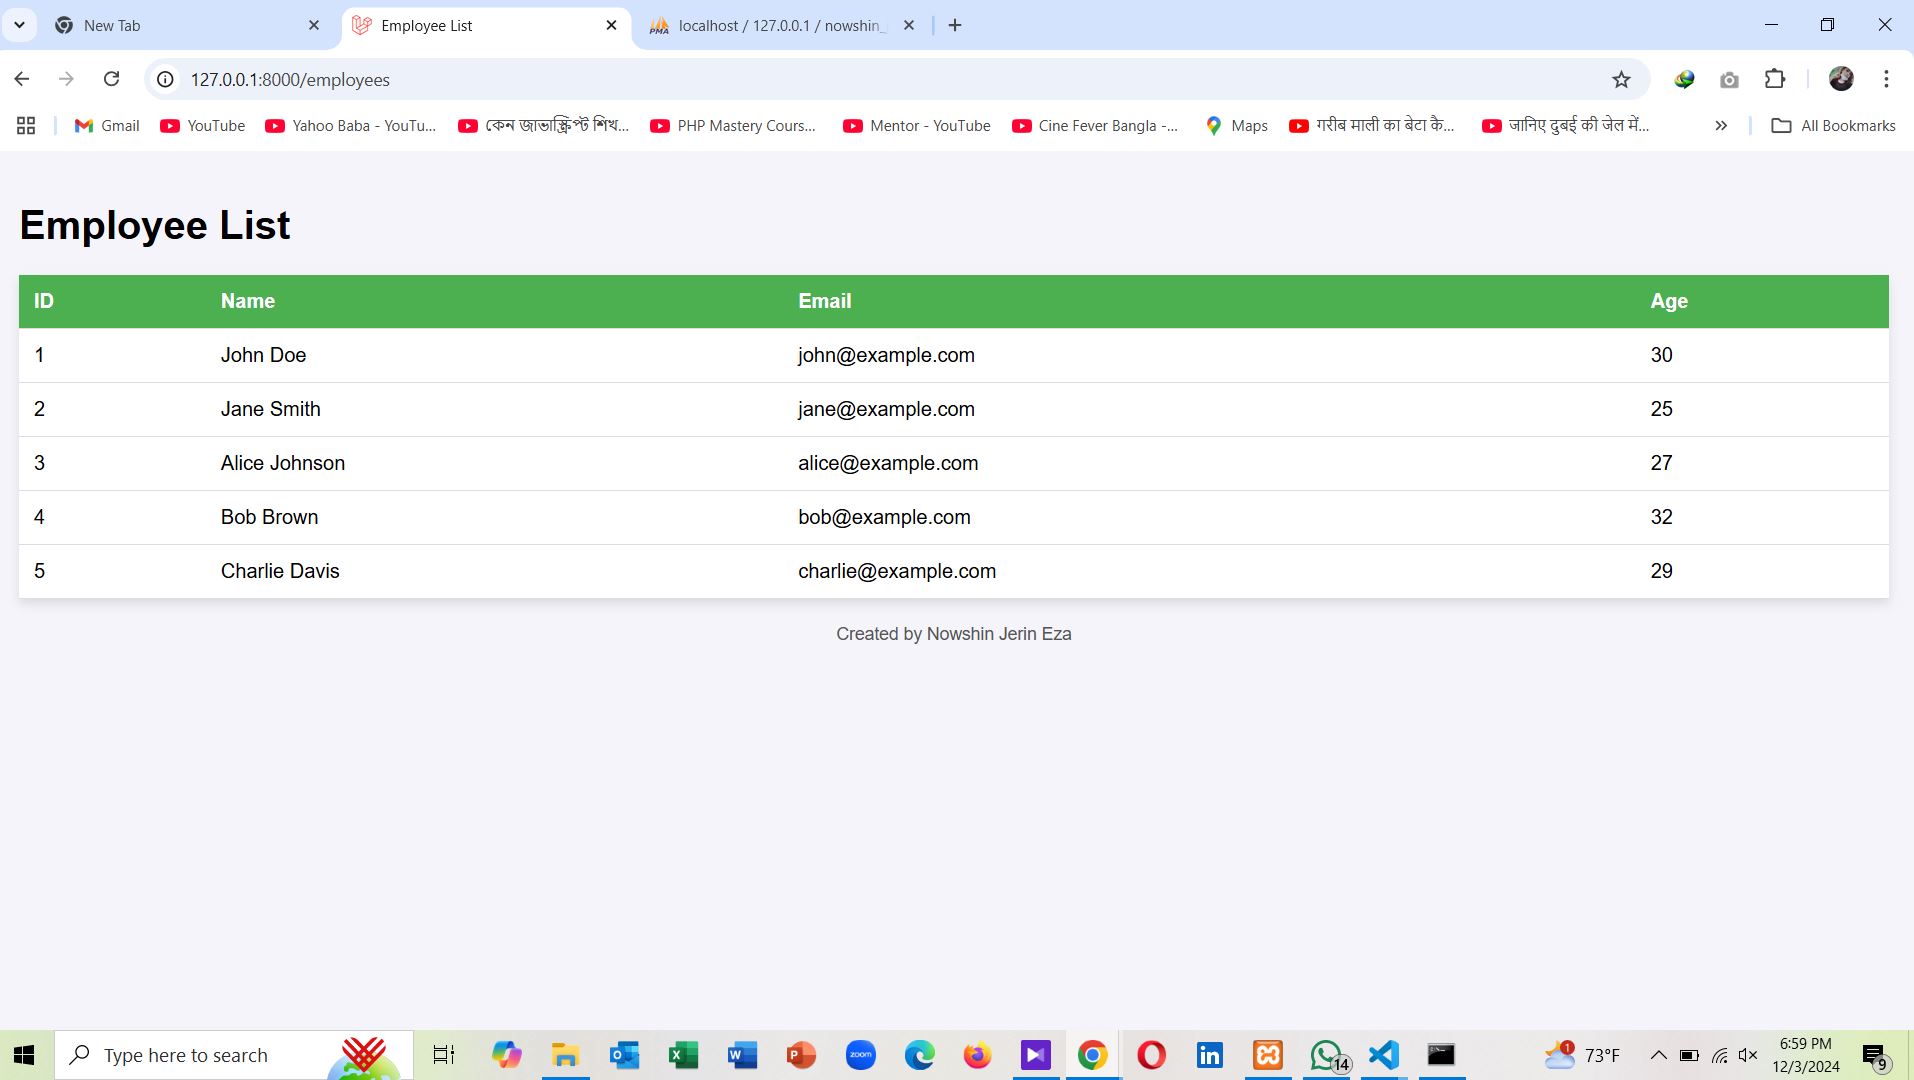 New Tab
Employee List
localhost / 127.0.0.1 / nowshin_
127.0.0.1:8000/employees
Gmail
YouTube
Yahoo Baba - YouTu...
কেন জাভাস্ক্রিপ্ট শিখ...
PHP Mastery Cours...
Mentor - YouTube
Cine Fever Bangla -...
Maps
गरीब माली का बेटा कै...
जानिए दुबई की जेल में...
All Bookmarks
Employee List
ID Name Email Age
1 John Doe john@example.com 30
2 Jane Smith jane@example.com 25
3 Alice Johnson alice@example.com 27
4 Bob Brown bob@example.com 32
5 Charlie Davis charlie@example.com 29
Created by Nowshin Jerin Eza
Type here to search
zoom
14
1
73°F
6:59 PM
12/3/2024
9